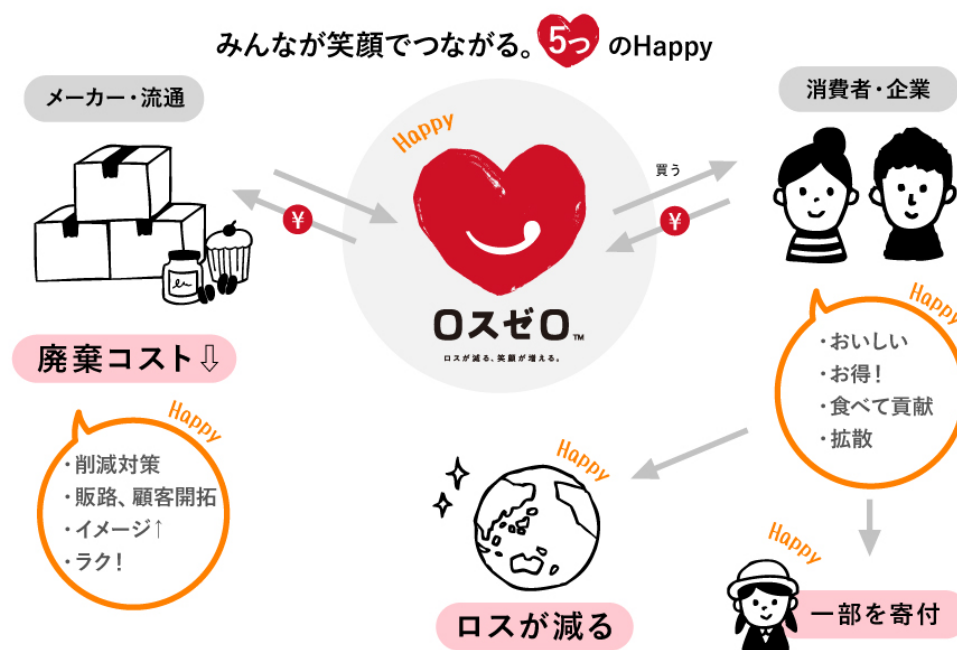 みんなが笑顔でつながる。5つのHappy
メーカー・流通
消費者・企業
Happy
買う
¥
¥
ロスゼロ™
ロスが減る、笑顔が増える。
廃棄コスト⇩
Happy
・削減対策
・販路、顧客開拓
・イメージ↑
・ラク！
Happy
・おいしい
・お得！
・食べて貢献
・拡散
Happy
ロスが減る
Happy
一部を寄付